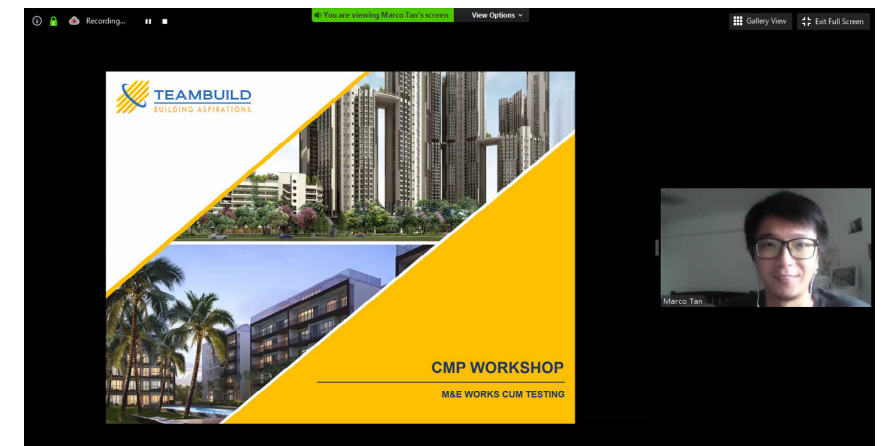 Recording...
You are viewing Marco Tan's screen
View Options
Gallery View
Exit Full Screen
TEAMBUILD
BUILDING ASPIRATIONS
Marco Tan
CMP WORKSHOP
M&E WORKS CUM TESTING